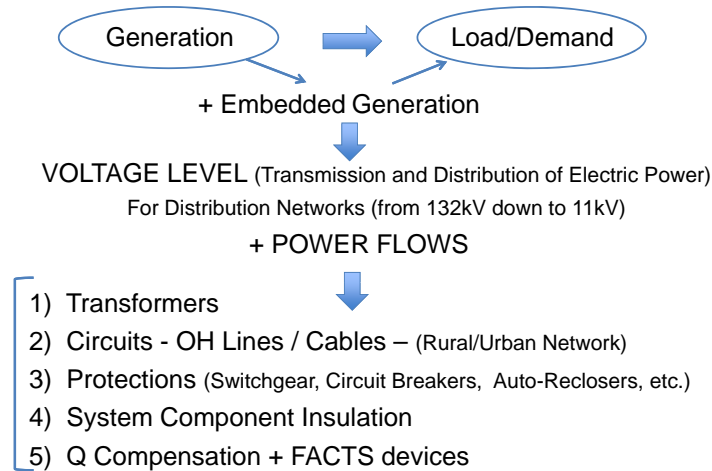 Generation
Load/Demand
+ Embedded Generation
VOLTAGE LEVEL (Transmission and Distribution of Electric Power)
For Distribution Networks (from 132kV down to 11kV)
+ POWER FLOWS
1) Transformers
2) Circuits - OH Lines / Cables – (Rural/Urban Network)
3) Protections (Switchgear, Circuit Breakers, Auto-Reclosers, etc.)
4) System Component Insulation
5) Q Compensation + FACTS devices